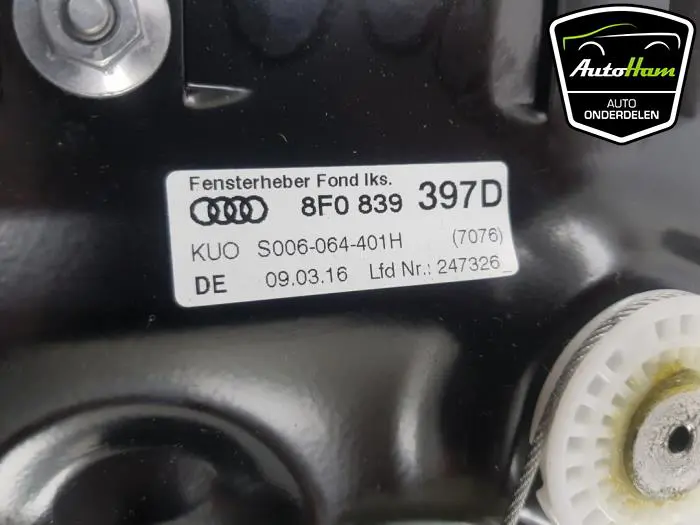 AutoHam
AUTO
ONDERDELEN
Fensterheber Fond lks.
8F0 839 397D
KUO S006-064-401H (7076)
DE 09.03.16 Lfd Nr.: 247326_